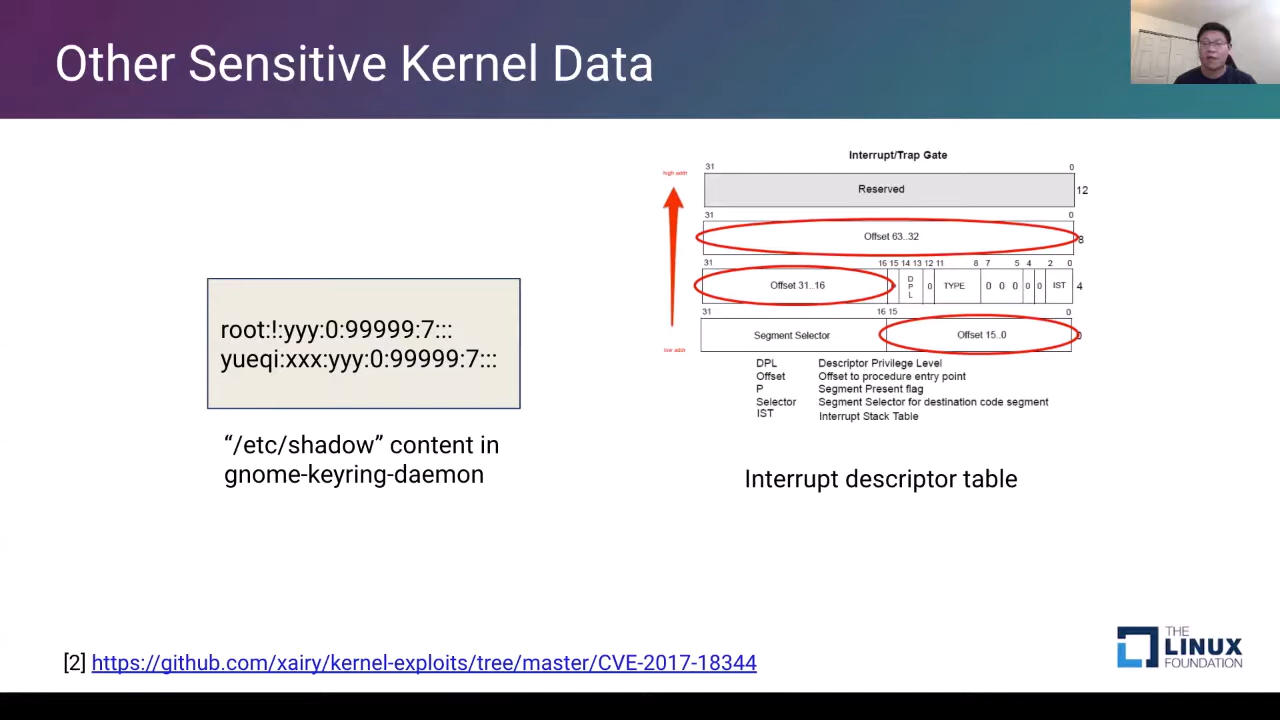 Other Sensitive Kernel Data
root:!:yyy:0:99999:7:::
yueqi:xxx:yyy:0:99999:7:::
“/etc/shadow” content in
gnome-keyring-daemon
Interrupt/Trap Gate
31 0
high addr
Reserved 12
31 0
Offset 63..32 8
31 16 15 14 13 12 11 8 7 5 4 2 0
Offset 31..16 D P L 0 TYPE 0 0 0 0 0 IST 4
31 16 15 0
Segment Selector Offset 15..0 0
low addr
DPL Descriptor Privilege Level
Offset Offset to procedure entry point
P Segment Present flag
Selector Segment Selector for destination code segment
IST Interrupt Stack Table
Interrupt descriptor table
[2] https://github.com/xairy/kernel-exploits/tree/master/CVE-2017-18344
THE
LINUX
FOUNDATION